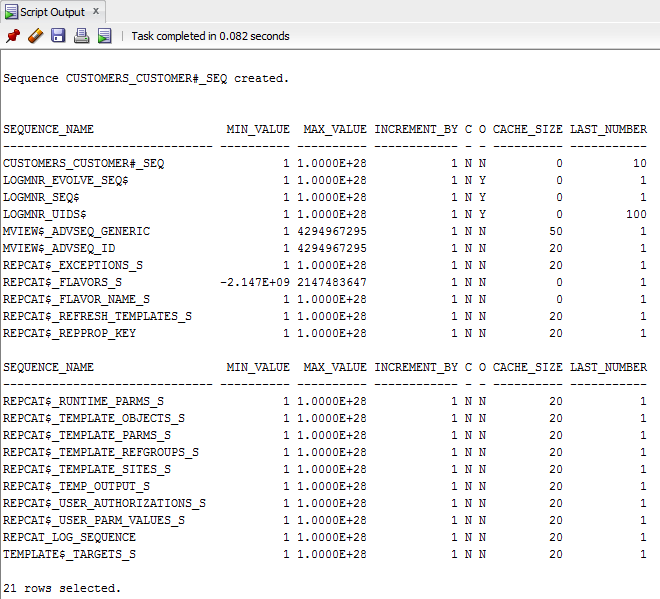 Script Output x
Task completed in 0.082 seconds
Sequence CUSTOMERS_CUSTOMER#_SEQ created.
SEQUENCE_NAME MIN_VALUE MAX_VALUE INCREMENT_BY C O CACHE_SIZE LAST_NUMBER
------------------------------ ---------- ---------- ------------ - - ---------- -----------
CUSTOMERS_CUSTOMER#_SEQ 1 1.0000E+28 1 N N 0 10
LOGMNR_EVOLVE_SEQ$ 1 1.0000E+28 1 N Y 0 1
LOGMNR_SEQ$ 1 1.0000E+28 1 N Y 0 1
LOGMNR_UIDS$ 1 1.0000E+28 1 N Y 0 100
MVIEW$_ADVSEQ_GENERIC 1 4294967295 1 N N 50 1
MVIEW$_ADVSEQ_ID 1 4294967295 1 N N 20 1
REPCAT$_EXCEPTIONS_S 1 1.0000E+28 1 N N 20 1
REPCAT$_FLAVORS_S -2.147E+09 2147483647 1 N N 0 1
REPCAT$_FLAVOR_NAME_S 1 1.0000E+28 1 N N 0 1
REPCAT$_REFRESH_TEMPLATES_S 1 1.0000E+28 1 N N 20 1
REPCAT$_REPPROP_KEY 1 1.0000E+28 1 N N 20 1
SEQUENCE_NAME MIN_VALUE MAX_VALUE INCREMENT_BY C O CACHE_SIZE LAST_NUMBER
------------------------------ ---------- ---------- ------------ - - ---------- -----------
REPCAT$_RUNTIME_PARMS_S 1 1.0000E+28 1 N N 20 1
REPCAT$_TEMPLATE_OBJECTS_S 1 1.0000E+28 1 N N 20 1
REPCAT$_TEMPLATE_PARMS_S 1 1.0000E+28 1 N N 20 1
REPCAT$_TEMPLATE_REFGROUPS_S 1 1.0000E+28 1 N N 20 1
REPCAT$_TEMPLATE_SITES_S 1 1.0000E+28 1 N N 20 1
REPCAT$_TEMP_OUTPUT_S 1 1.0000E+28 1 N N 20 1
REPCAT$_USER_AUTHORIZATIONS_S 1 1.0000E+28 1 N N 20 1
REPCAT$_USER_PARM_VALUES_S 1 1.0000E+28 1 N N 20 1
REPCAT_LOG_SEQUENCE 1 1.0000E+28 1 N N 20 1
TEMPLATE$_TARGETS_S 1 1.0000E+28 1 N N 20 1
21 rows selected.